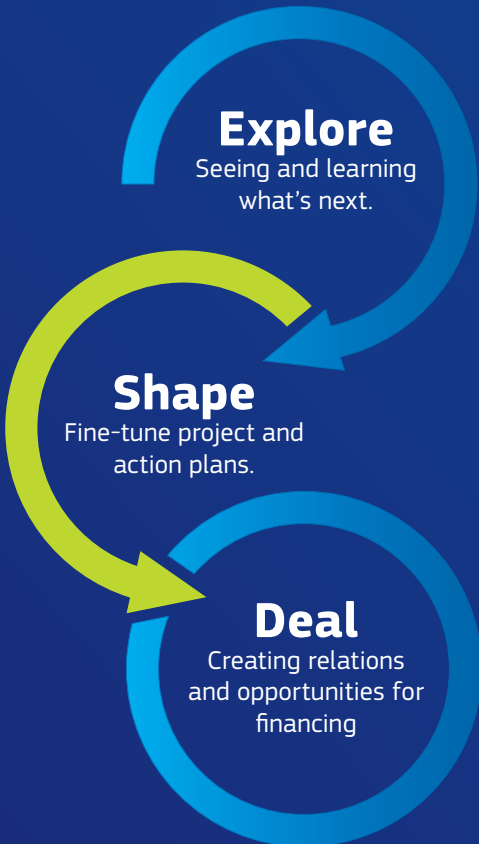 Explore
Seeing and learning
what’s next.
Shape
Fine-tune project and
action plans.
Deal
Creating relations
and opportunities for
financing